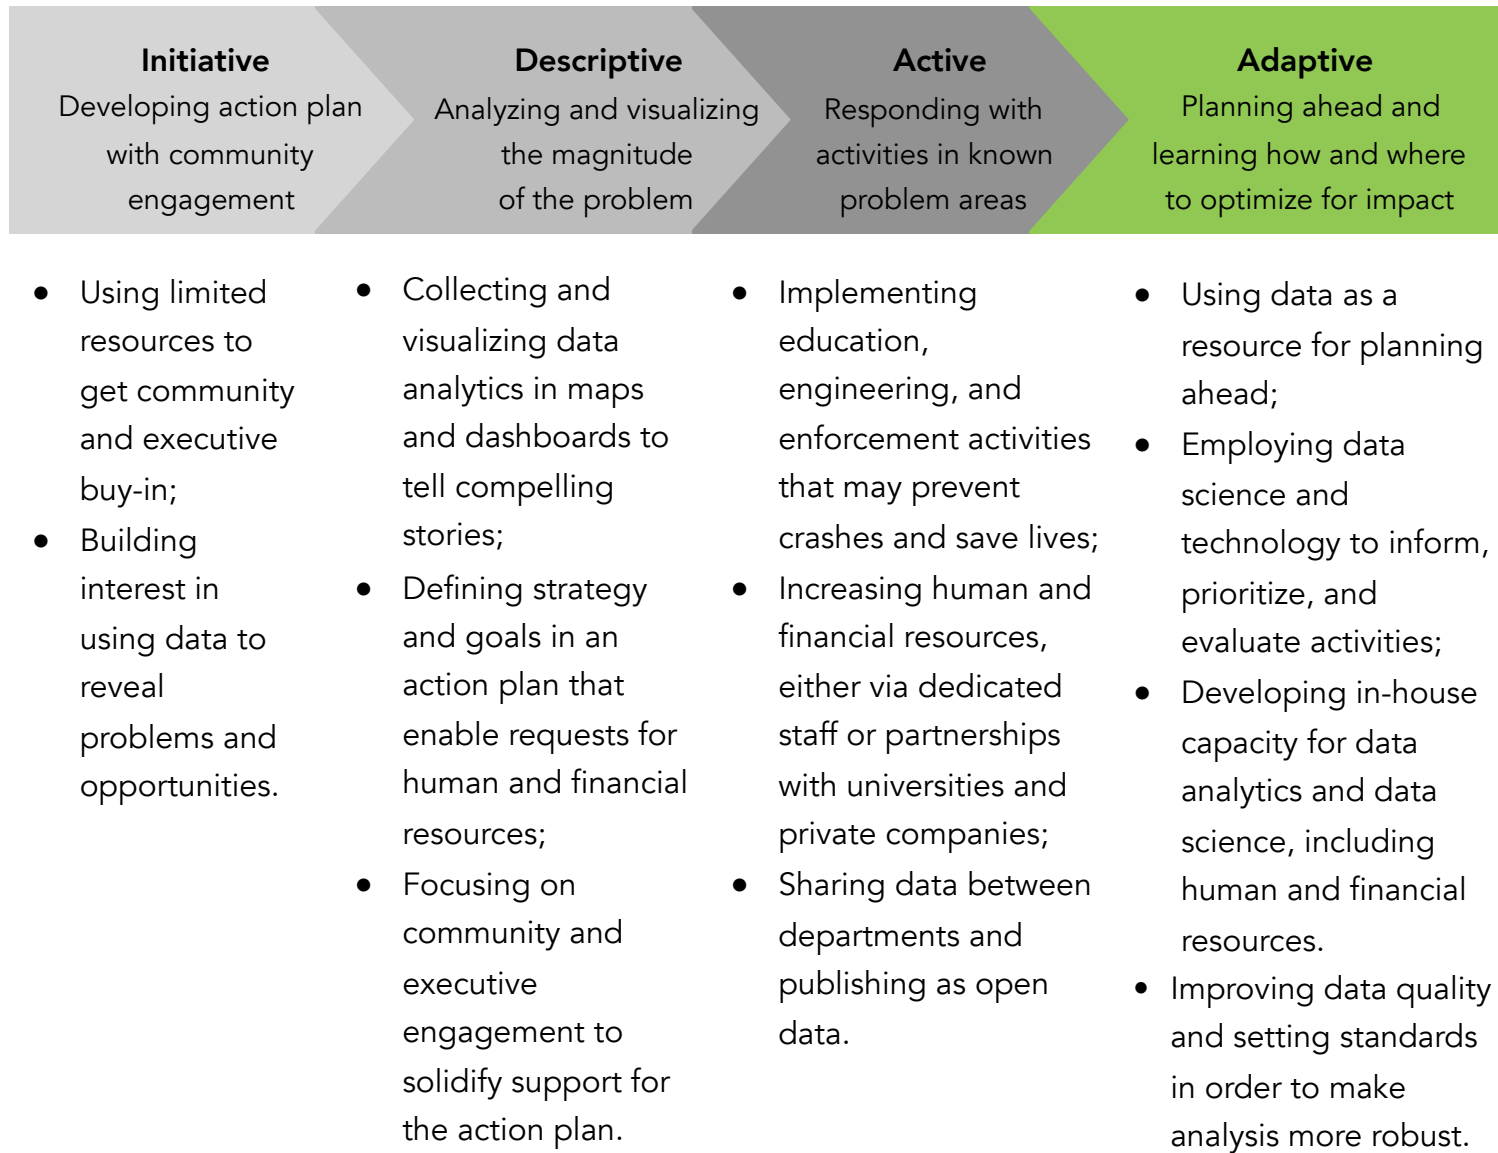 Initiative
Developing action plan
with community
engagement
Descriptive
Analyzing and visualizing
the magnitude
of the problem
Active
Responding with
activities in known
problem areas
Adaptive
Planning ahead and
learning how and where
to optimize for impact
● Using limited
resources to
get community
and executive
buy-in;
● Building
interest in
using data to
reveal
problems and
opportunities.
● Collecting and
visualizing data
analytics in maps
and dashboards to
tell compelling
stories;
● Defining strategy
and goals in an
action plan that
enable requests for
human and financial
resources;
● Focusing on
community and
executive
engagement to
solidify support for
the action plan.
● Implementing
education,
engineering, and
enforcement activities
that may prevent
crashes and save lives;
● Increasing human and
financial resources,
either via dedicated
staff or partnerships
with universities and
private companies;
● Sharing data between
departments and
publishing as open
data.
● Using data as a
resource for planning
ahead;
● Employing data
science and
technology to inform,
prioritize, and
evaluate activities;
● Developing in-house
capacity for data
analytics and data
science, including
human and financial
resources.
● Improving data quality
and setting standards
in order to make
analysis more robust.